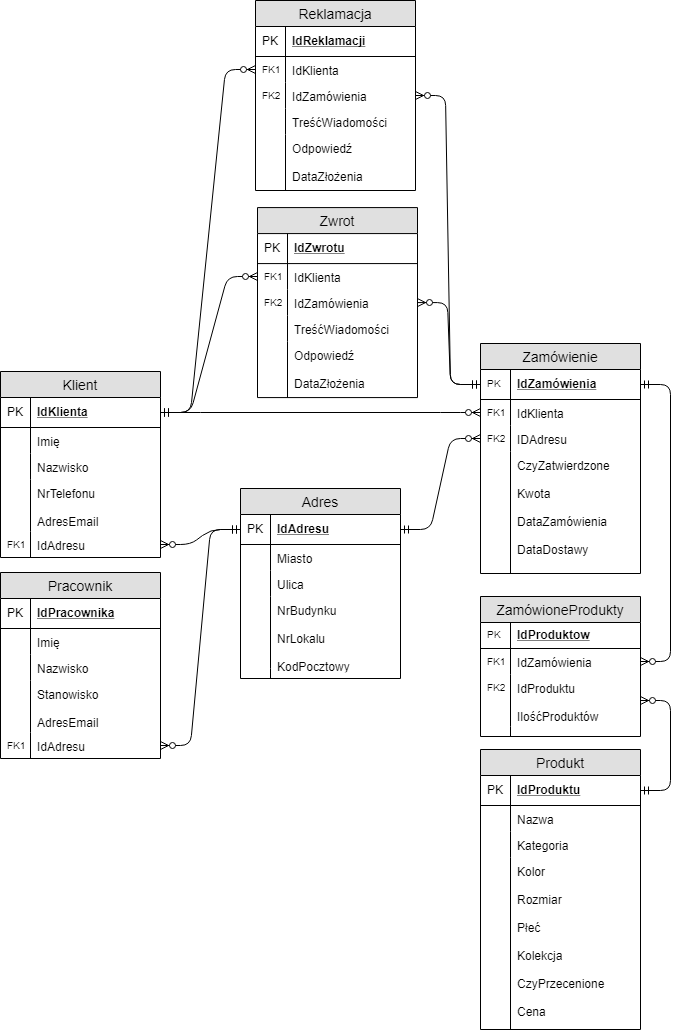 Reklamacja
PK IdReklamacji
FK1 IdKlienta
FK2 IdZamówienia
TreśćWiadomości
Odpowiedź
DataZłożenia
Zwrot
PK IdZwrotu
FK1 IdKlienta
FK2 IdZamówienia
TreśćWiadomości
Odpowiedź
DataZłożenia
Klient
PK IdKlienta
Imię
Nazwisko
NrTelefonu
AdresEmail
FK1 IdAdresu
Pracownik
PK IdPracownika
Imię
Nazwisko
Stanowisko
AdresEmail
FK1 IdAdresu
Adres
PK IdAdresu
Miasto
Ulica
NrBudynku
NrLokalu
KodPocztowy
Zamówienie
PK IdZamówienia
FK1 IdKlienta
FK2 IDAdresu
CzyZatwierdzone
Kwota
DataZamówienia
DataDostawy
ZamówioneProdukty
PK IdProduktow
FK1 IdZamówienia
FK2 IdProduktu
IlośćProduktów
Produkt
PK IdProduktu
Nazwa
Kategoria
Kolor
Rozmiar
Płeć
Kolekcja
CzyPrzecenione
Cena